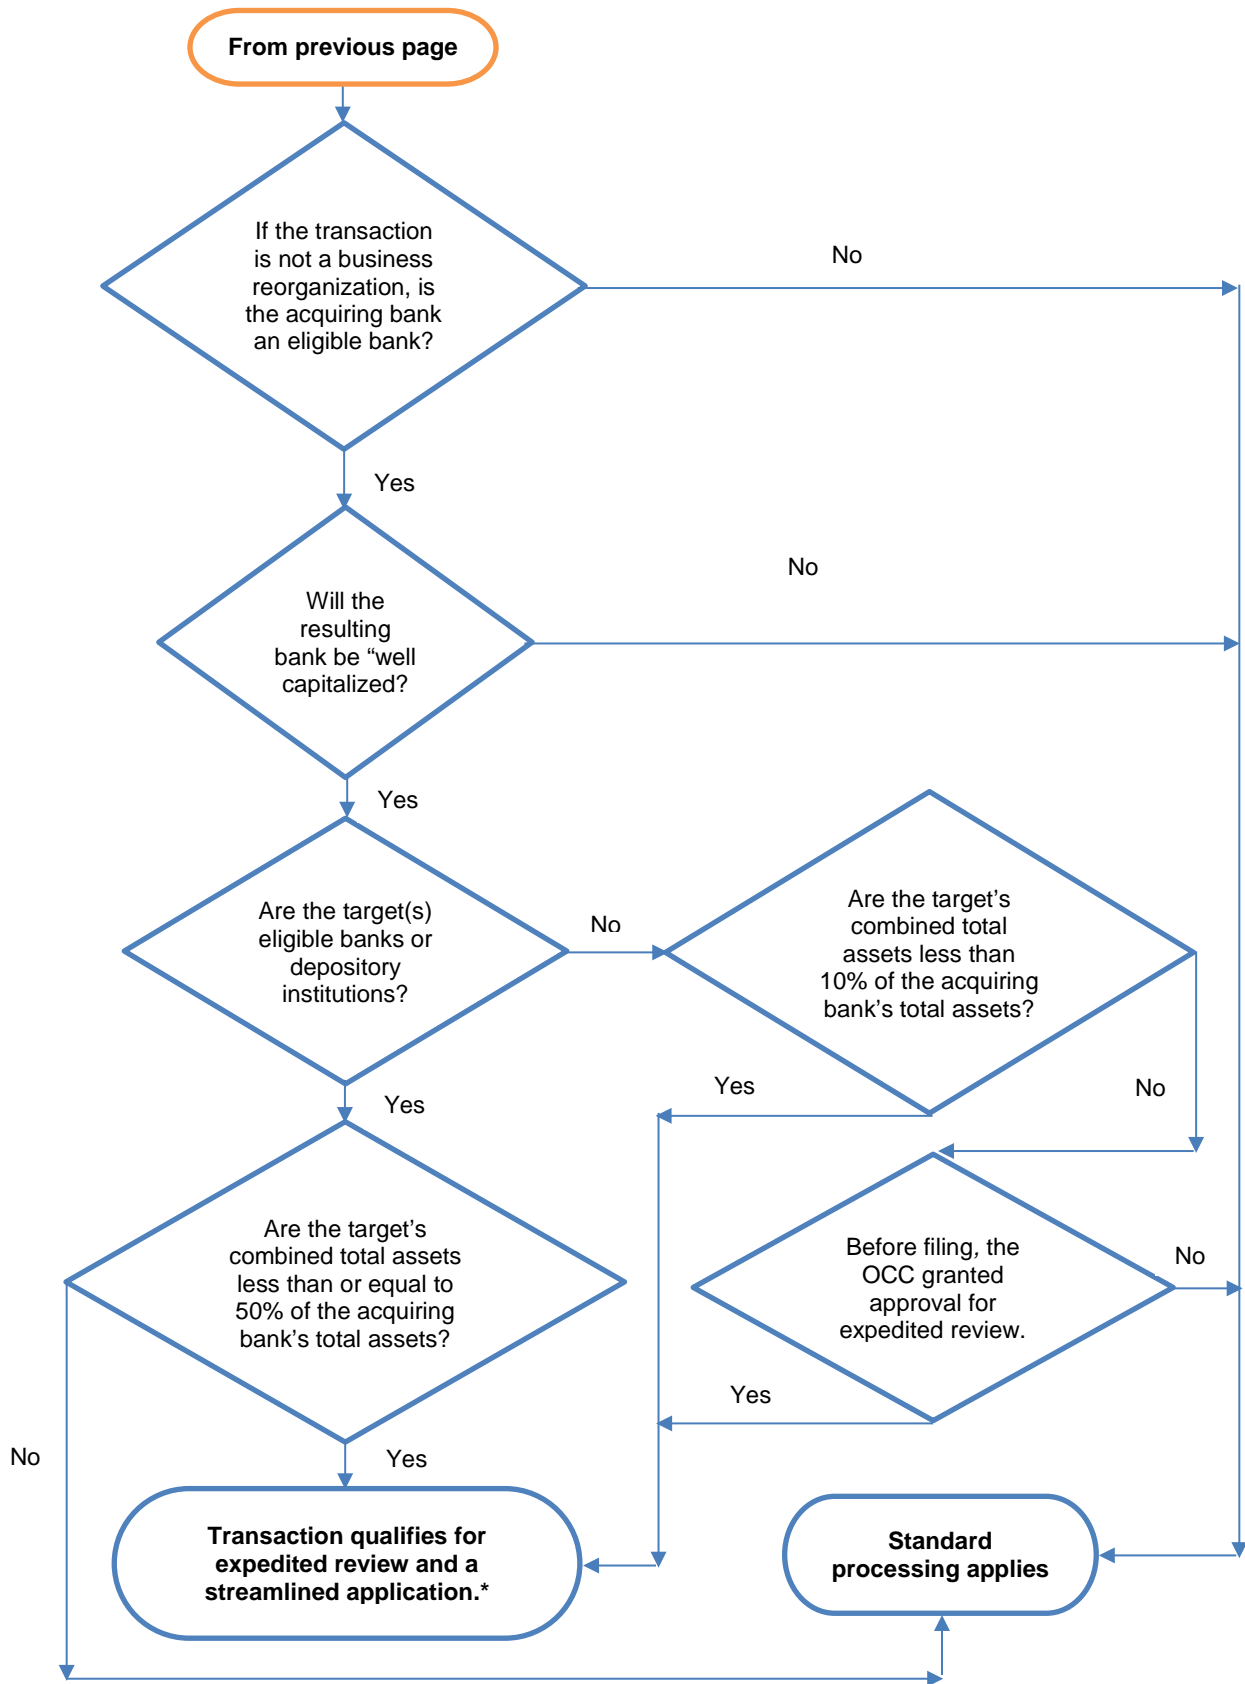 From previous page
If the transaction
is not a business
reorganization, is
the acquiring bank
an eligible bank?
No
Yes
Will the
resulting
bank be “well
capitalized?
No
Yes
Are the target(s)
eligible banks or
depository
institutions?
No
Are the target’s
combined total
assets less than
10% of the acquiring
bank’s total assets?
Yes
No
Yes
Are the target’s
combined total assets
less than or equal to
50% of the acquiring
bank’s total assets?
Before filing, the
OCC granted
approval for
expedited review.
No
Yes
No
Yes
Transaction qualifies for
expedited review and a
streamlined application.*
Standard
processing applies